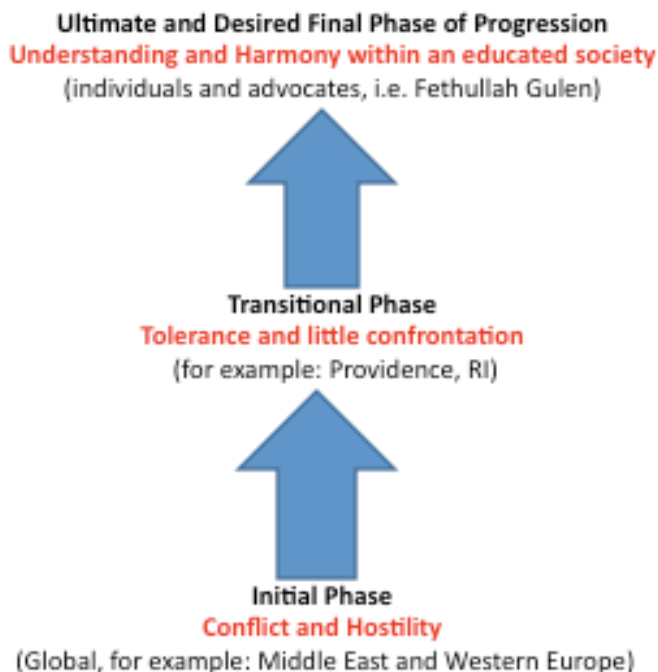 Ultimate and Desired Final Phase of Progression
Understanding and Harmony within an educated society
(individuals and advocates, i.e. Fethullah Gulen)
Transitional Phase
Tolerance and little confrontation
(for example: Providence, RI)
Initial Phase
Conflict and Hostility
(Global, for example: Middle East and Western Europe)